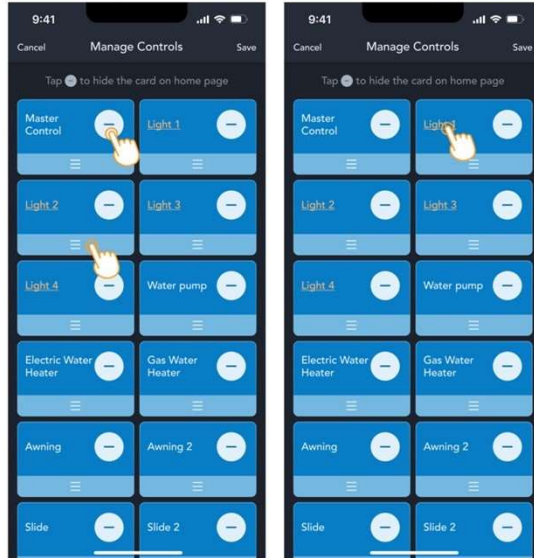 9:41
Cancel Manage Controls Save
Tap to hide the card on home page
Master
Control
Light 1
Light 2
Light 3
Light 4
Water pump
Electric Water
Heater
Gas Water
Heater
Awning
Awning 2
Slide
Slide 2
9:41
Cancel Manage Controls Save
Tap to hide the card on home page
Master
Control
Light 1
Light 2
Light 3
Light 4
Water pump
Electric Water
Heater
Gas Water
Heater
Awning
Awning 2
Slide
Slide 2